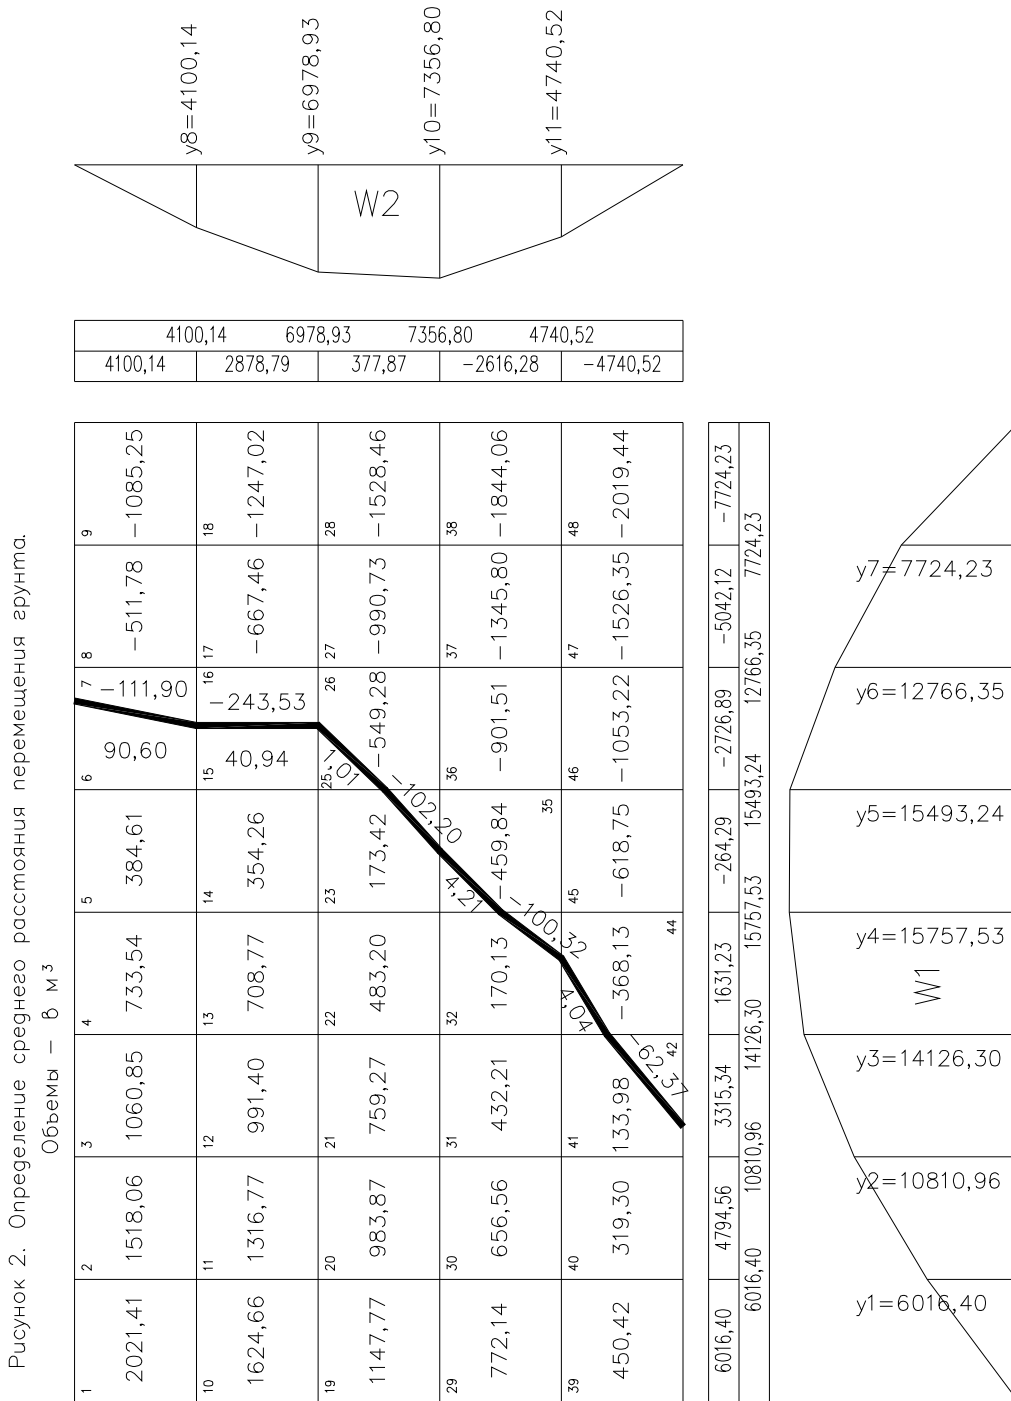 Рисунок 2. Определение среднего расстояния перемещения грунта.
Объемы – в м³
y8=4100,14
y9=6978,93
y10=7356,80
y11=4740,52
W2
4100,14 6978,93 7356,80 4740,52
4100,14 2878,79 377,87 -2616,28 -4740,52
1 2021,41
2 1518,06
3 1060,85
4 733,54
5 384,61
6 90,60
7 -111,90
8 -511,78
9 -1085,25
10 1624,66
11 1316,77
12 991,40
13 708,77
14 354,26
15 40,94
16 -243,53
17 -667,46
18 -1247,02
19 1147,77
20 983,87
21 759,27
22 483,20
23 173,42
-102,20
25 1,01
26 -549,28
27 -990,73
28 -1528,46
29 772,14
30 656,56
31 432,21
32 170,13
-100,32
4,21
35 -459,84
36 -901,51
37 -1345,80
38 -1844,06
39 450,42
40 319,30
41 133,98
42 -62,37
4,04
44 -368,13
45 -618,75
46 -1053,22
47 -1526,35
48 -2019,44
6016,40 4794,56 3315,34 1631,23 -264,29 -2726,89 -5042,12 -7724,23
6016,40 10810,96 14126,30 15757,53 15493,24 12766,35 7724,23
y1=6016,40
y2=10810,96
y3=14126,30
W1
y4=15757,53
y5=15493,24
y6=12766,35
y7=7724,23